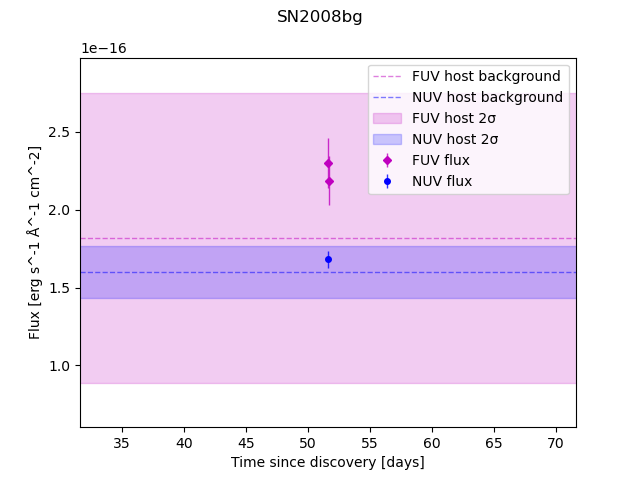 SN2008bg
1e−16
FUV host background
NUV host background
FUV host 2σ
NUV host 2σ
FUV flux
NUV flux
2.5
2.0
1.5
1.0
Flux [erg s^-1 Å^-1 cm^-2]
35 40 45 50 55 60 65 70
Time since discovery [days]